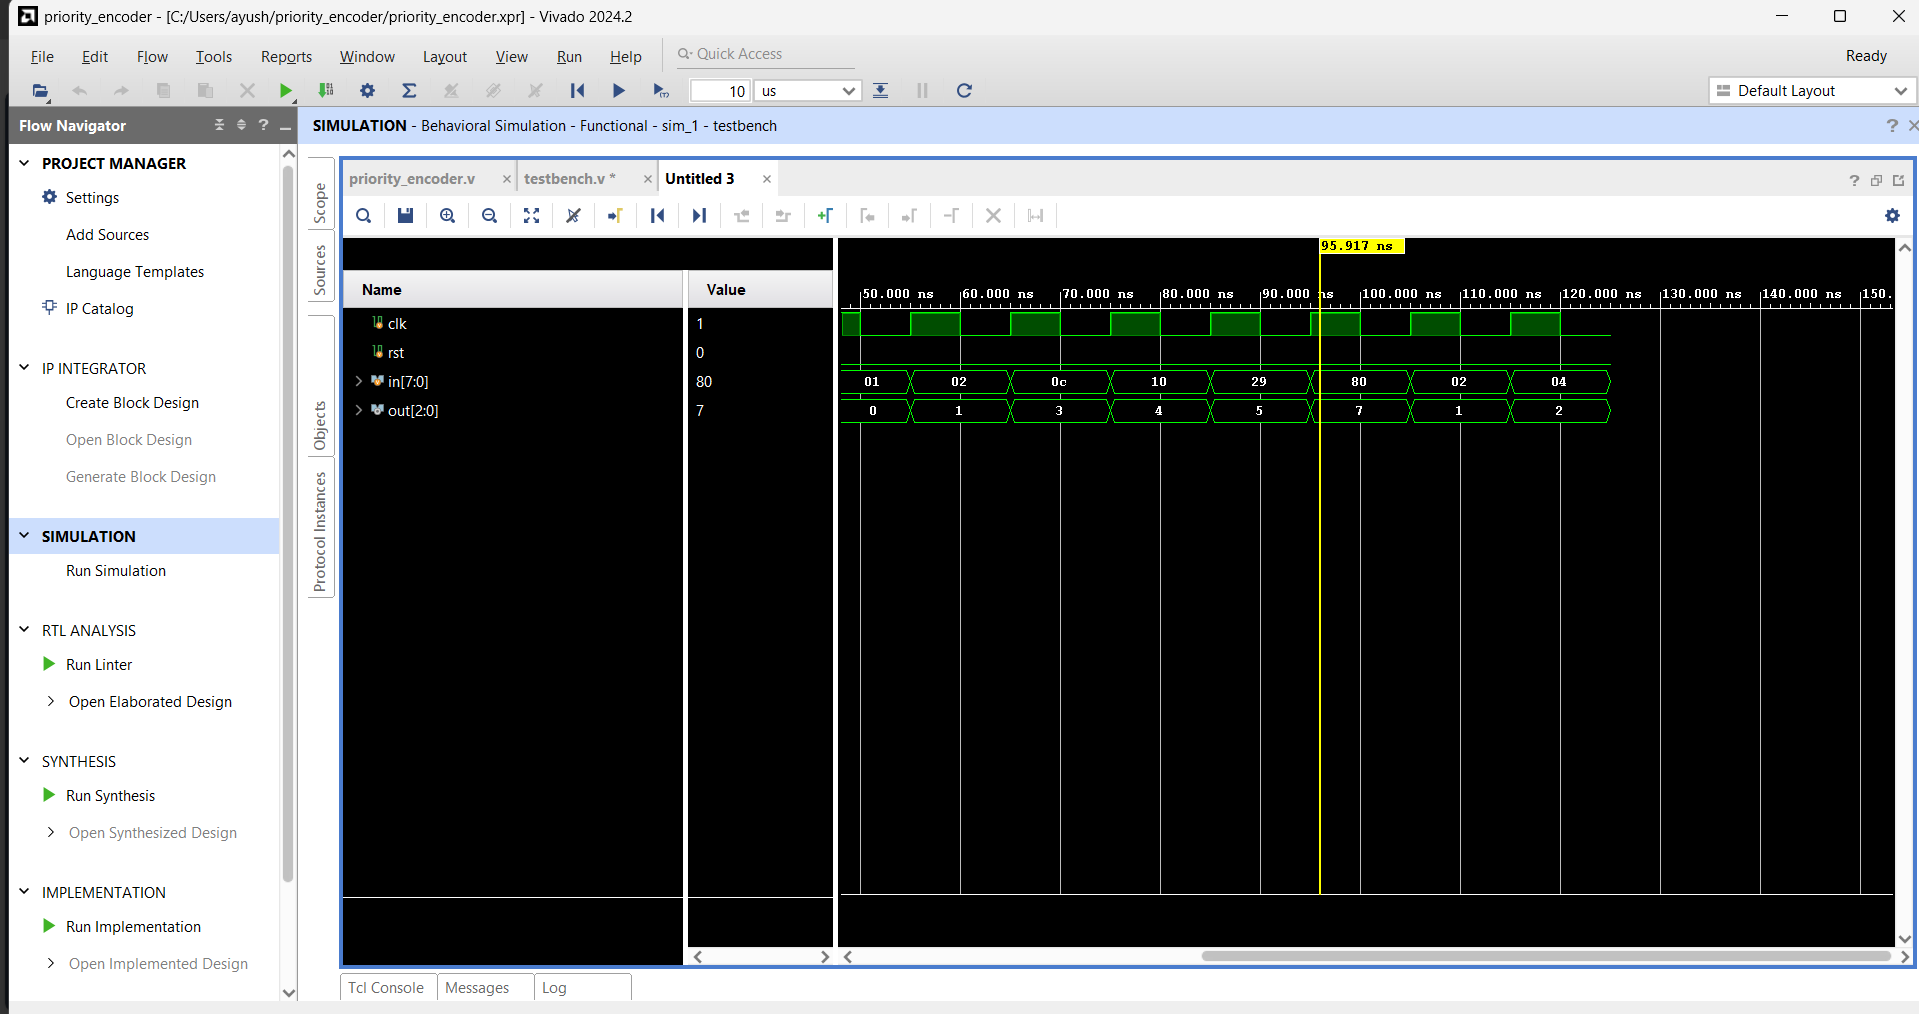 priority_encoder - [C:/Users/ayush/priority_encoder/priority_encoder.xpr] - Vivado 2024.2
File Edit Flow Tools Reports Window Layout View Run Help Quick Access Ready
10 us Default Layout
Flow Navigator
SIMULATION - Behavioral Simulation - Functional - sim_1 - testbench
PROJECT MANAGER
Settings
Add Sources
Language Templates
IP Catalog
IP INTEGRATOR
Create Block Design
Open Block Design
Generate Block Design
SIMULATION
Run Simulation
RTL ANALYSIS
Run Linter
Open Elaborated Design
SYNTHESIS
Run Synthesis
Open Synthesized Design
IMPLEMENTATION
Run Implementation
Open Implemented Design
Scope
Sources
Objects
Protocol Instances
priority_encoder.v testbench.v * Untitled 3
95.917 ns
Name Value
50.000 ns 60.000 ns 70.000 ns 80.000 ns 90.000 ns 100.000 ns 110.000 ns 120.000 ns 130.000 ns 140.000 ns 150.
clk 1
rst 0
in[7:0] 80 01 02 0c 10 29 80 02 04
out[2:0] 7 0 1 3 4 5 7 1 2
Tcl Console Messages Log